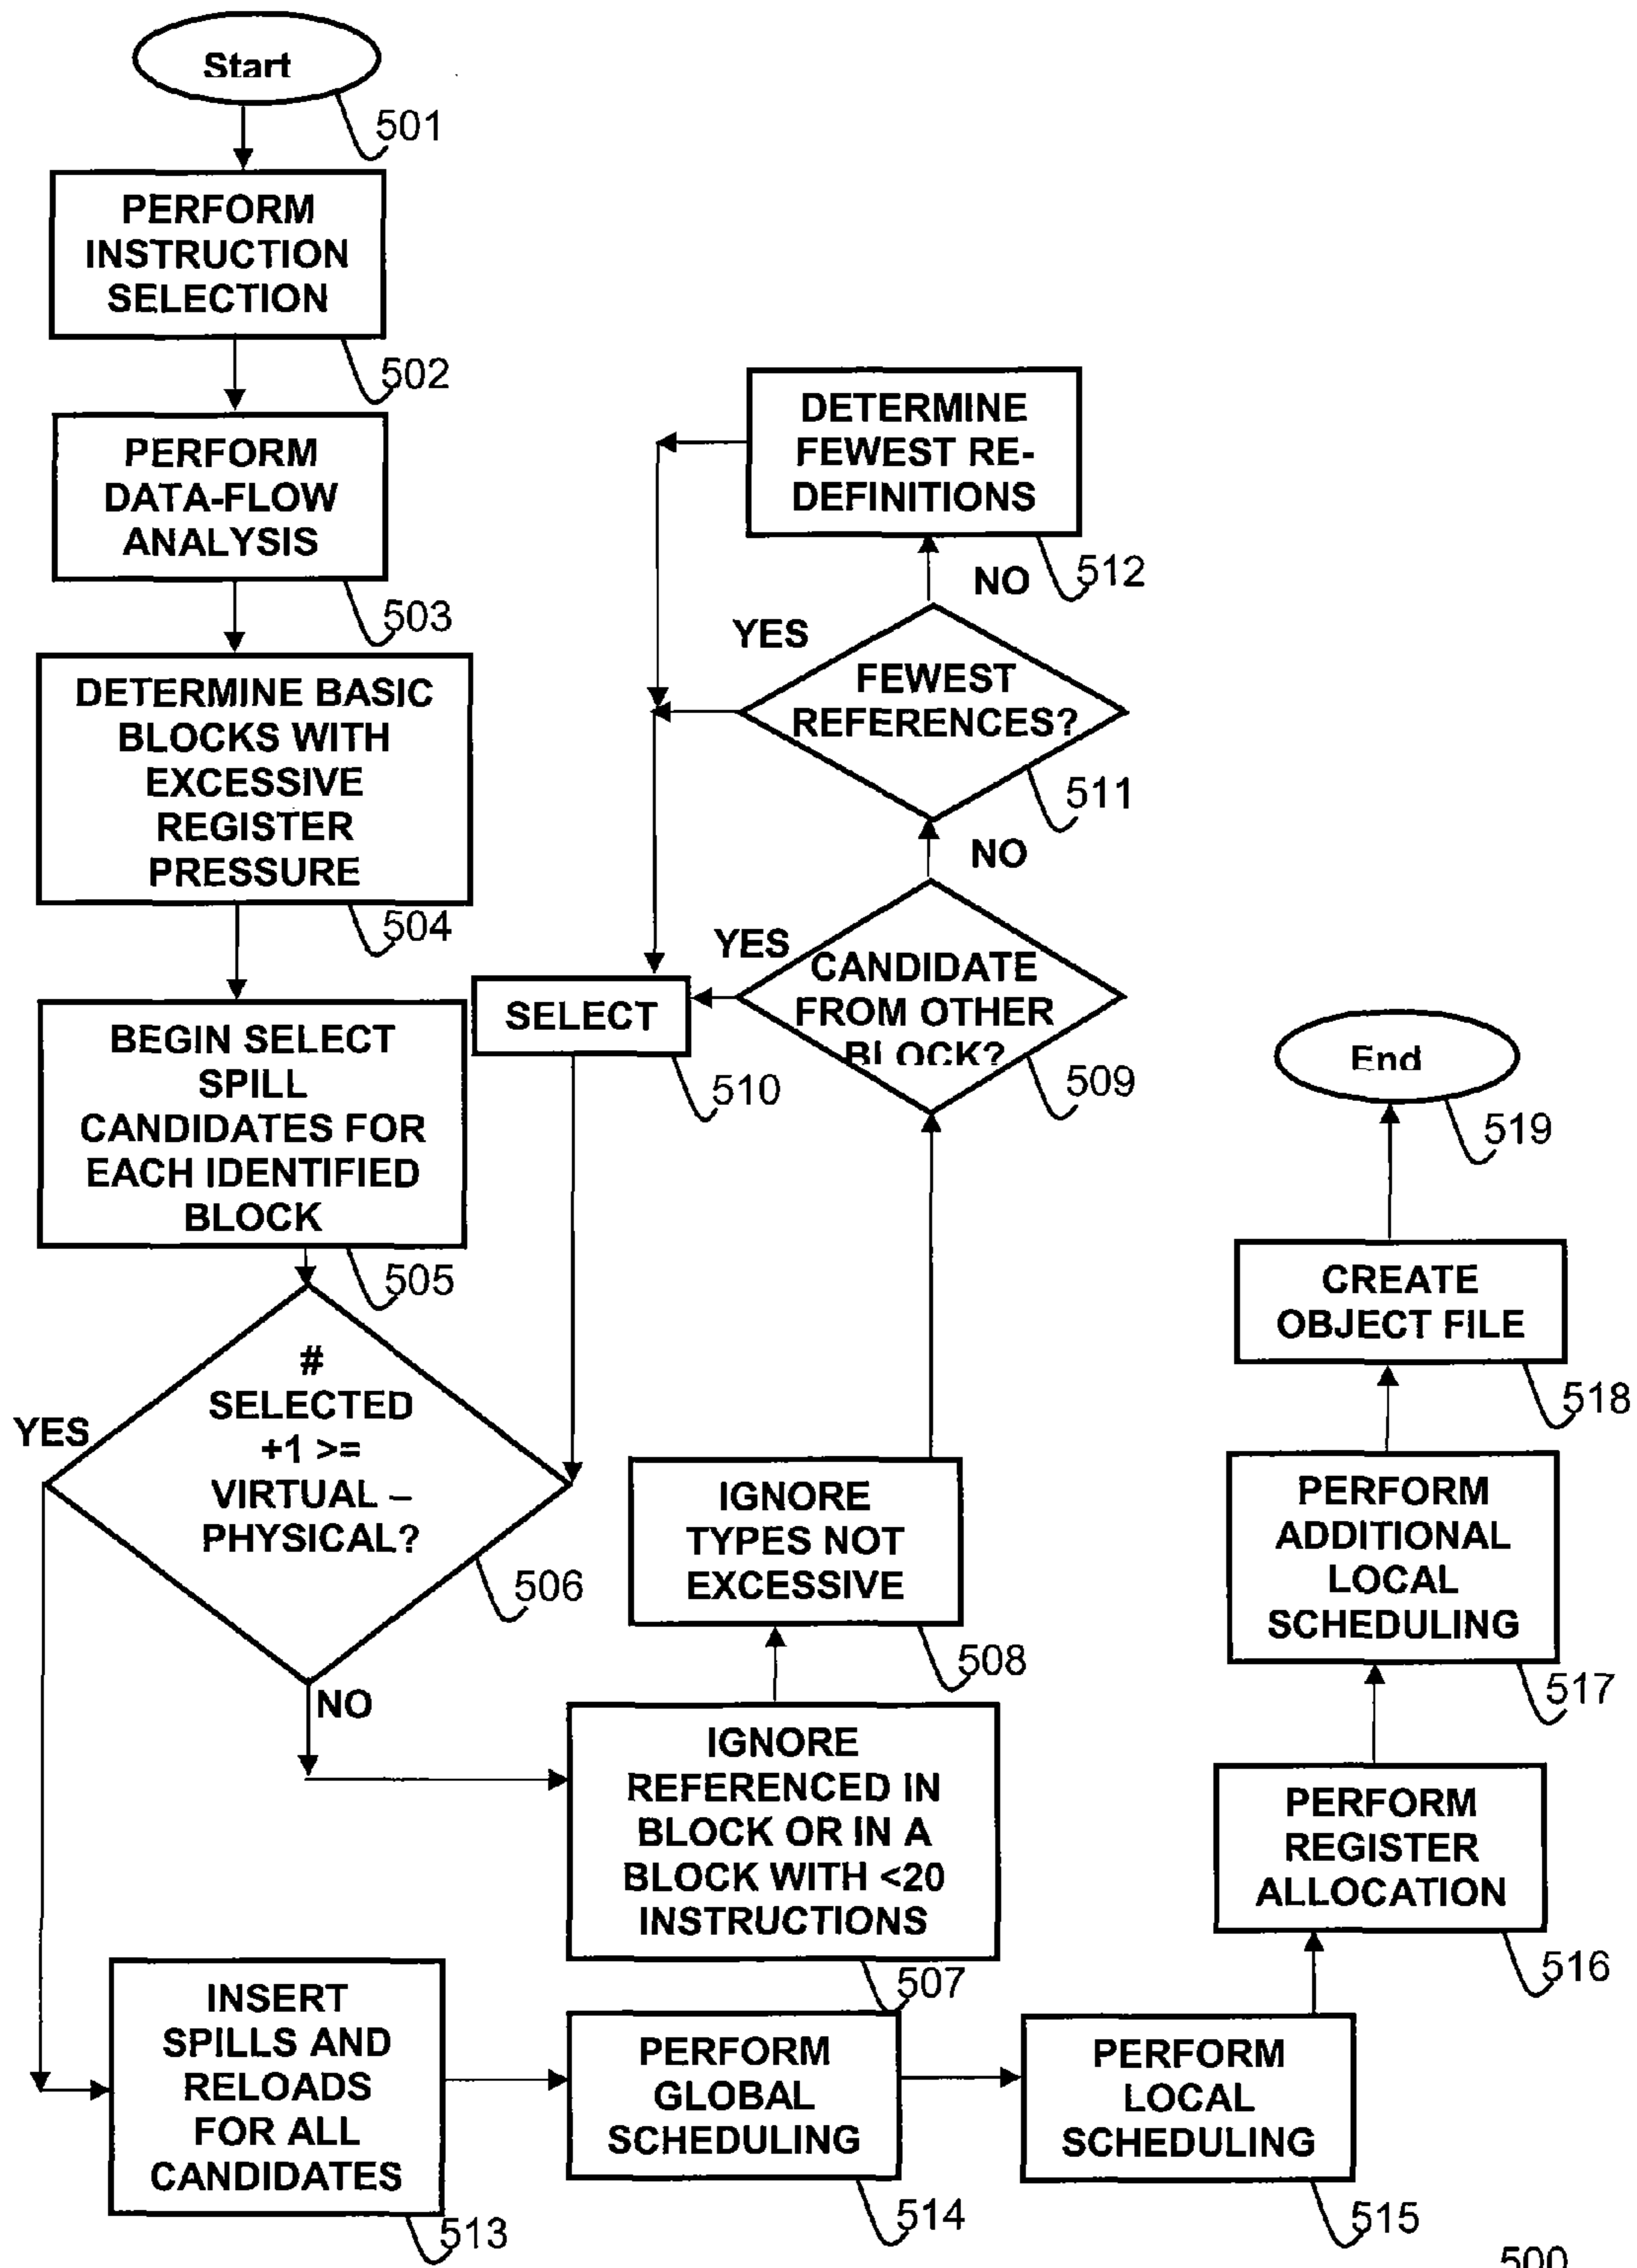 Start
501
PERFORM
INSTRUCTION
SELECTION
502
PERFORM
DATA-FLOW
ANALYSIS
503
DETERMINE BASIC
BLOCKS WITH
EXCESSIVE
REGISTER
PRESSURE
504
BEGIN SELECT
SPILL
CANDIDATES FOR
EACH IDENTIFIED
BLOCK
505
#
SELECTED
+1 >=
VIRTUAL –
PHYSICAL?
YES
506
NO
IGNORE
REFERENCED IN
BLOCK OR IN A
BLOCK WITH <20
INSTRUCTIONS
507
IGNORE
TYPES NOT
EXCESSIVE
508
CANDIDATE
FROM OTHER
BLOCK?
YES
509
NO
SELECT
510
FEWEST
REFERENCES?
YES
511
NO
DETERMINE
FEWEST RE-
DEFINITIONS
512
INSERT
SPILLS AND
RELOADS
FOR ALL
CANDIDATES
513
PERFORM
GLOBAL
SCHEDULING
514
PERFORM
LOCAL
SCHEDULING
515
PERFORM
REGISTER
ALLOCATION
516
PERFORM
ADDITIONAL
LOCAL
SCHEDULING
517
CREATE
OBJECT FILE
518
End
519
500